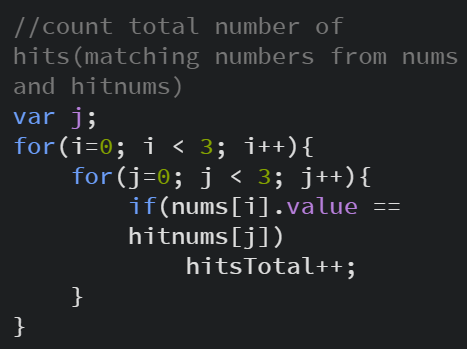 //count total number of
hits(matching numbers from nums
and hitnums)
var j;
for(i=0; i < 3; i++){
    for(j=0; j < 3; j++){
        if(nums[i].value ==
        hitnums[j])
            hitsTotal++;
    }
}